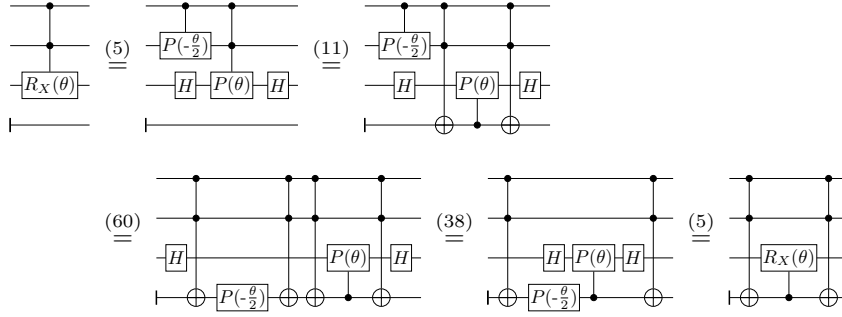 (5) (11)
P(-θ/2) P(-θ/2)
=  =
R_X(θ) H P(θ) H H P(θ) H
(60) (38) (5)
=  =  =
H P(θ) H H P(θ) H R_X(θ)
P(-θ/2) P(-θ/2)